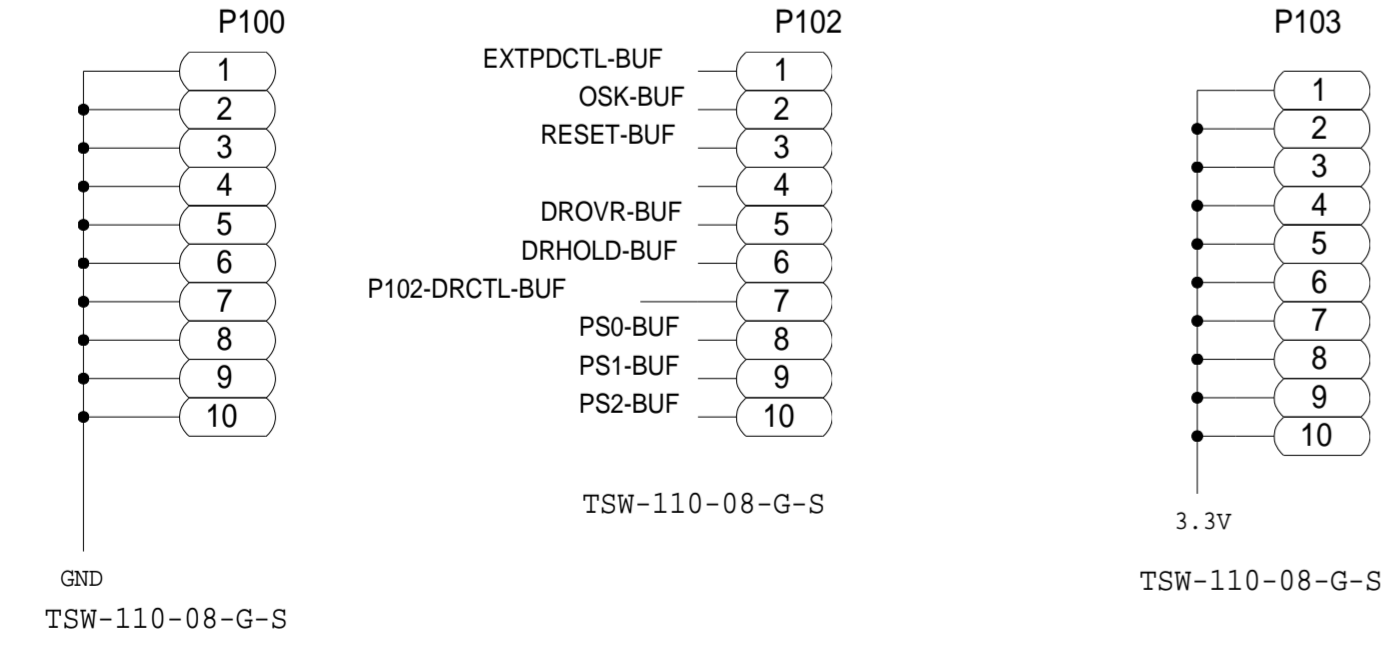 P100
1
2
3
4
5
6
7
8
9
10
GND
TSW-110-08-G-S
P102
EXTPDCTL-BUF 1
OSK-BUF 2
RESET-BUF 3
4
DROVR-BUF 5
DRHOLD-BUF 6
P102-DRCTL-BUF 7
PS0-BUF 8
PS1-BUF 9
PS2-BUF 10
TSW-110-08-G-S
P103
1
2
3
4
5
6
7
8
9
10
3.3V
TSW-110-08-G-S